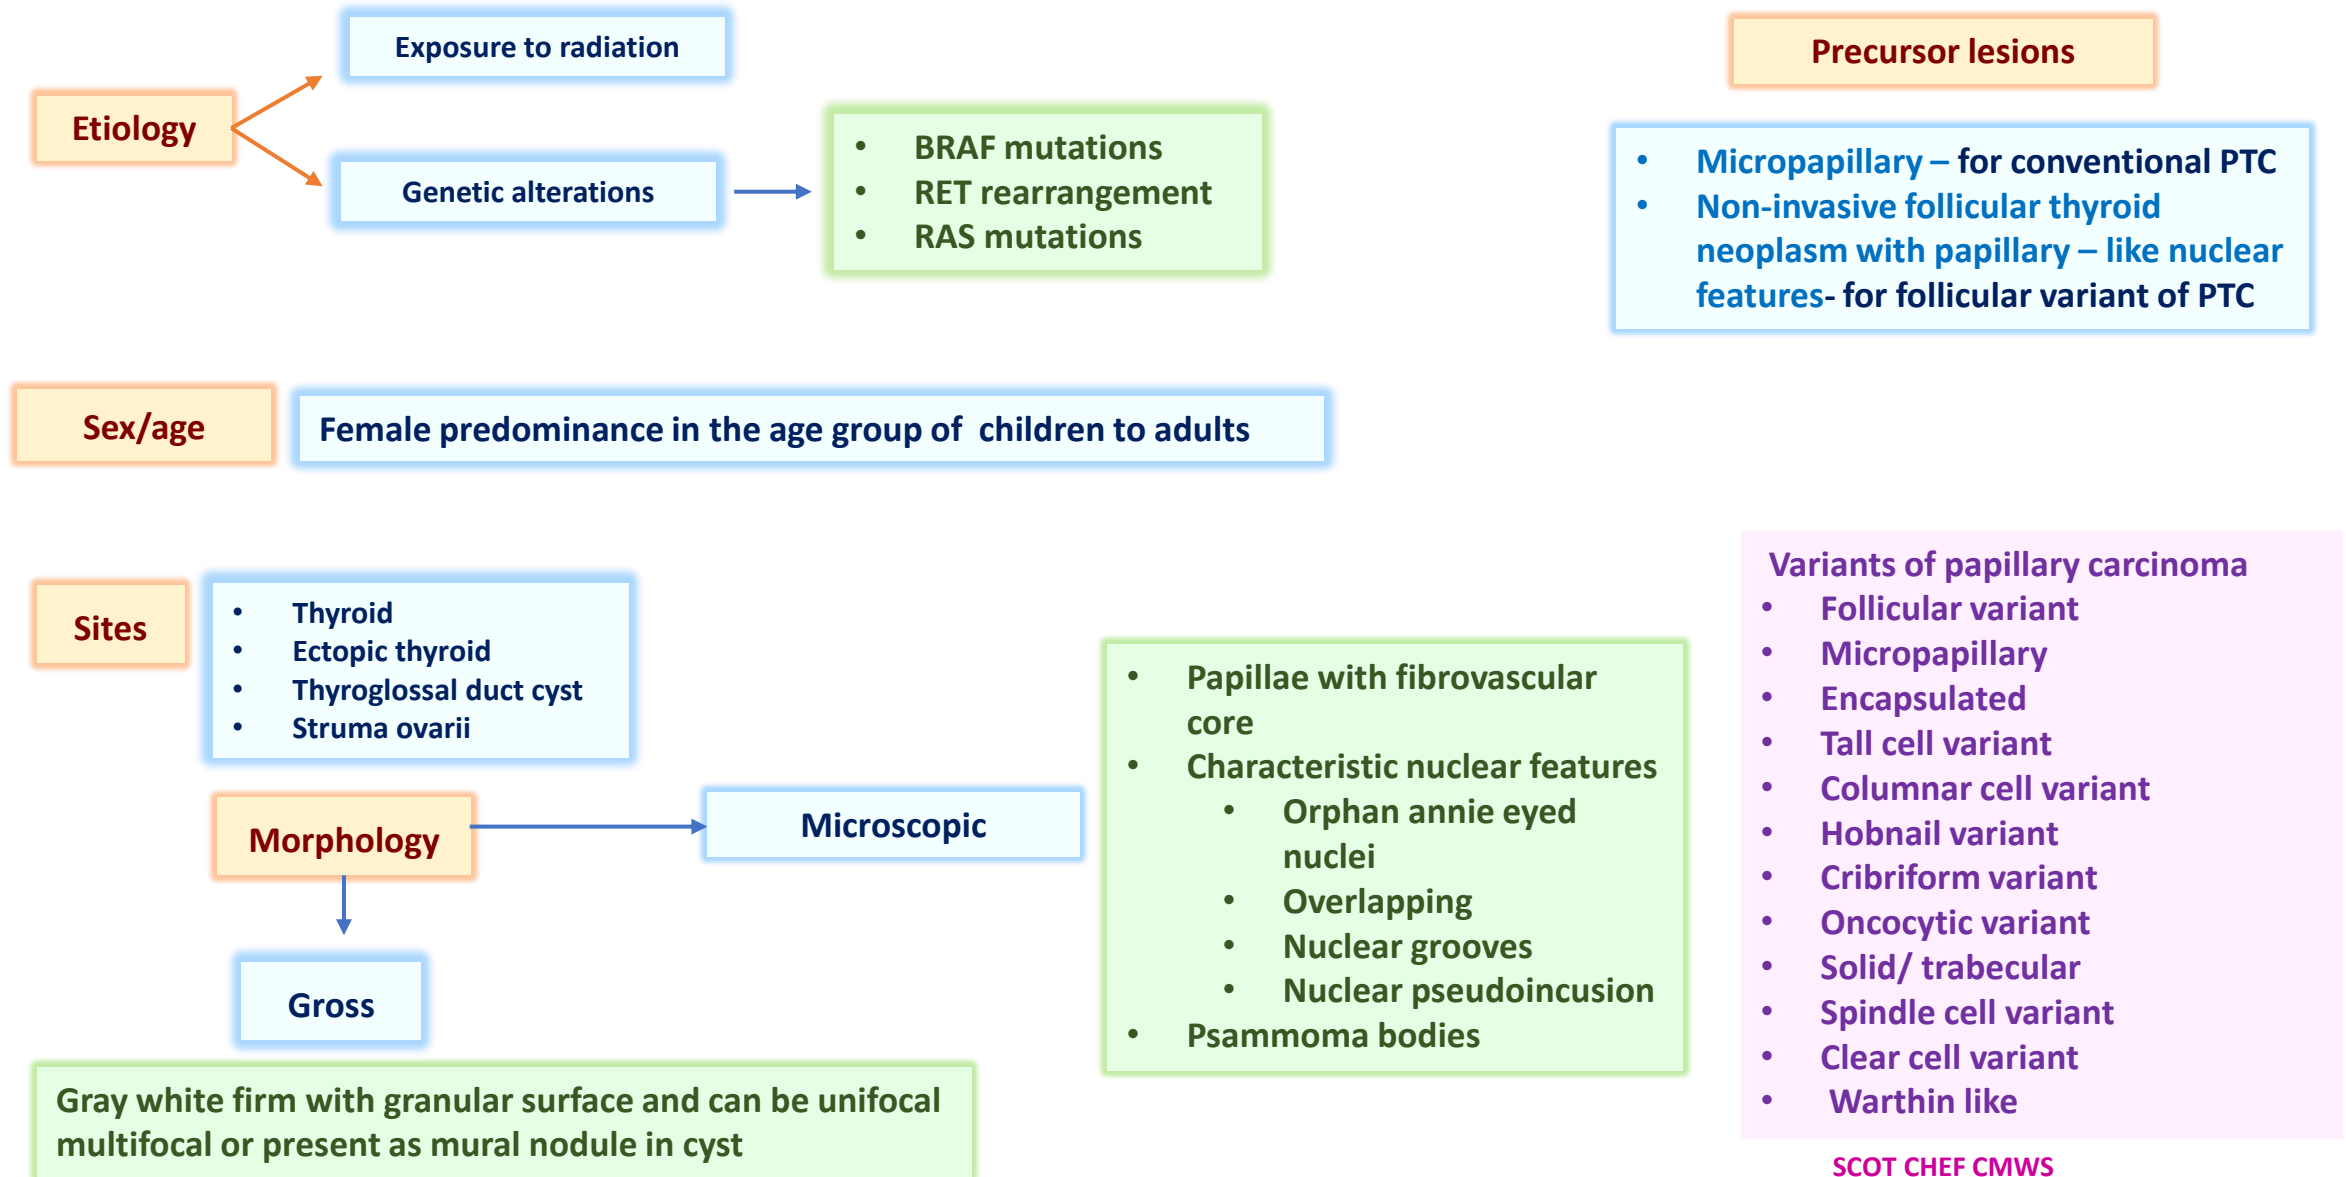 Etiology
Exposure to radiation
Genetic alterations
• BRAF mutations
• RET rearrangement
• RAS mutations
Precursor lesions
• Micropapillary – for conventional PTC
• Non-invasive follicular thyroid
neoplasm with papillary – like nuclear
features- for follicular variant of PTC
Sex/age
Female predominance in the age group of children to adults
Sites
• Thyroid
• Ectopic thyroid
• Thyroglossal duct cyst
• Struma ovarii
Morphology
Microscopic
• Papillae with fibrovascular
core
• Characteristic nuclear features
• Orphan annie eyed
nuclei
• Overlapping
• Nuclear grooves
• Nuclear pseudoincusion
• Psammoma bodies
Gross
Gray white firm with granular surface and can be unifocal
multifocal or present as mural nodule in cyst
Variants of papillary carcinoma
• Follicular variant
• Micropapillary
• Encapsulated
• Tall cell variant
• Columnar cell variant
• Hobnail variant
• Cribriform variant
• Oncocytic variant
• Solid/ trabecular
• Spindle cell variant
• Clear cell variant
• Warthin like
SCOT CHEF CMWS